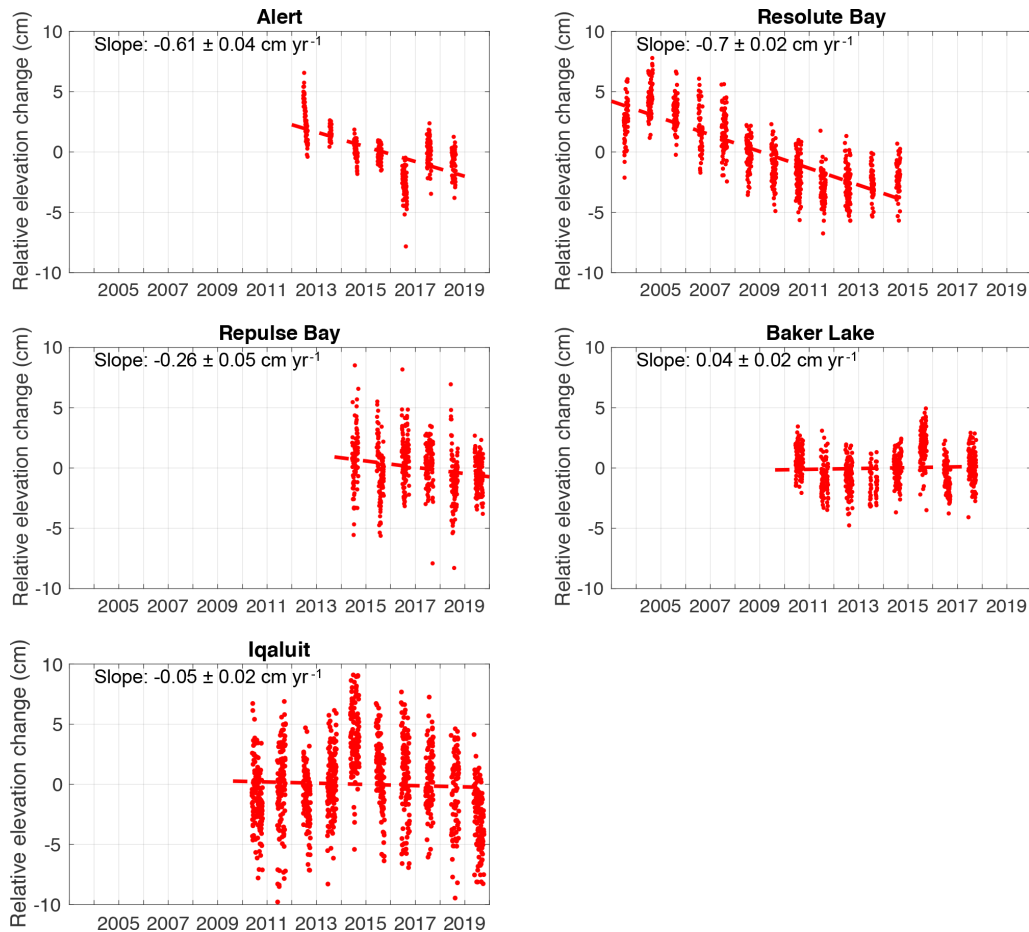 Alert
Relative elevation change (cm)
Slope: -0.61 ± 0.04 cm yr-1
10
5
0
-5
-10
2005 2007 2009 2011 2013 2015 2017 2019
Resolute Bay
Relative elevation change (cm)
Slope: -0.7 ± 0.02 cm yr-1
10
5
0
-5
-10
2005 2007 2009 2011 2013 2015 2017 2019
Repulse Bay
Relative elevation change (cm)
Slope: -0.26 ± 0.05 cm yr-1
10
5
0
-5
-10
2005 2007 2009 2011 2013 2015 2017 2019
Baker Lake
Relative elevation change (cm)
Slope: 0.04 ± 0.02 cm yr-1
10
5
0
-5
-10
2005 2007 2009 2011 2013 2015 2017 2019
Iqaluit
Relative elevation change (cm)
Slope: -0.05 ± 0.02 cm yr-1
10
5
0
-5
-10
2005 2007 2009 2011 2013 2015 2017 2019